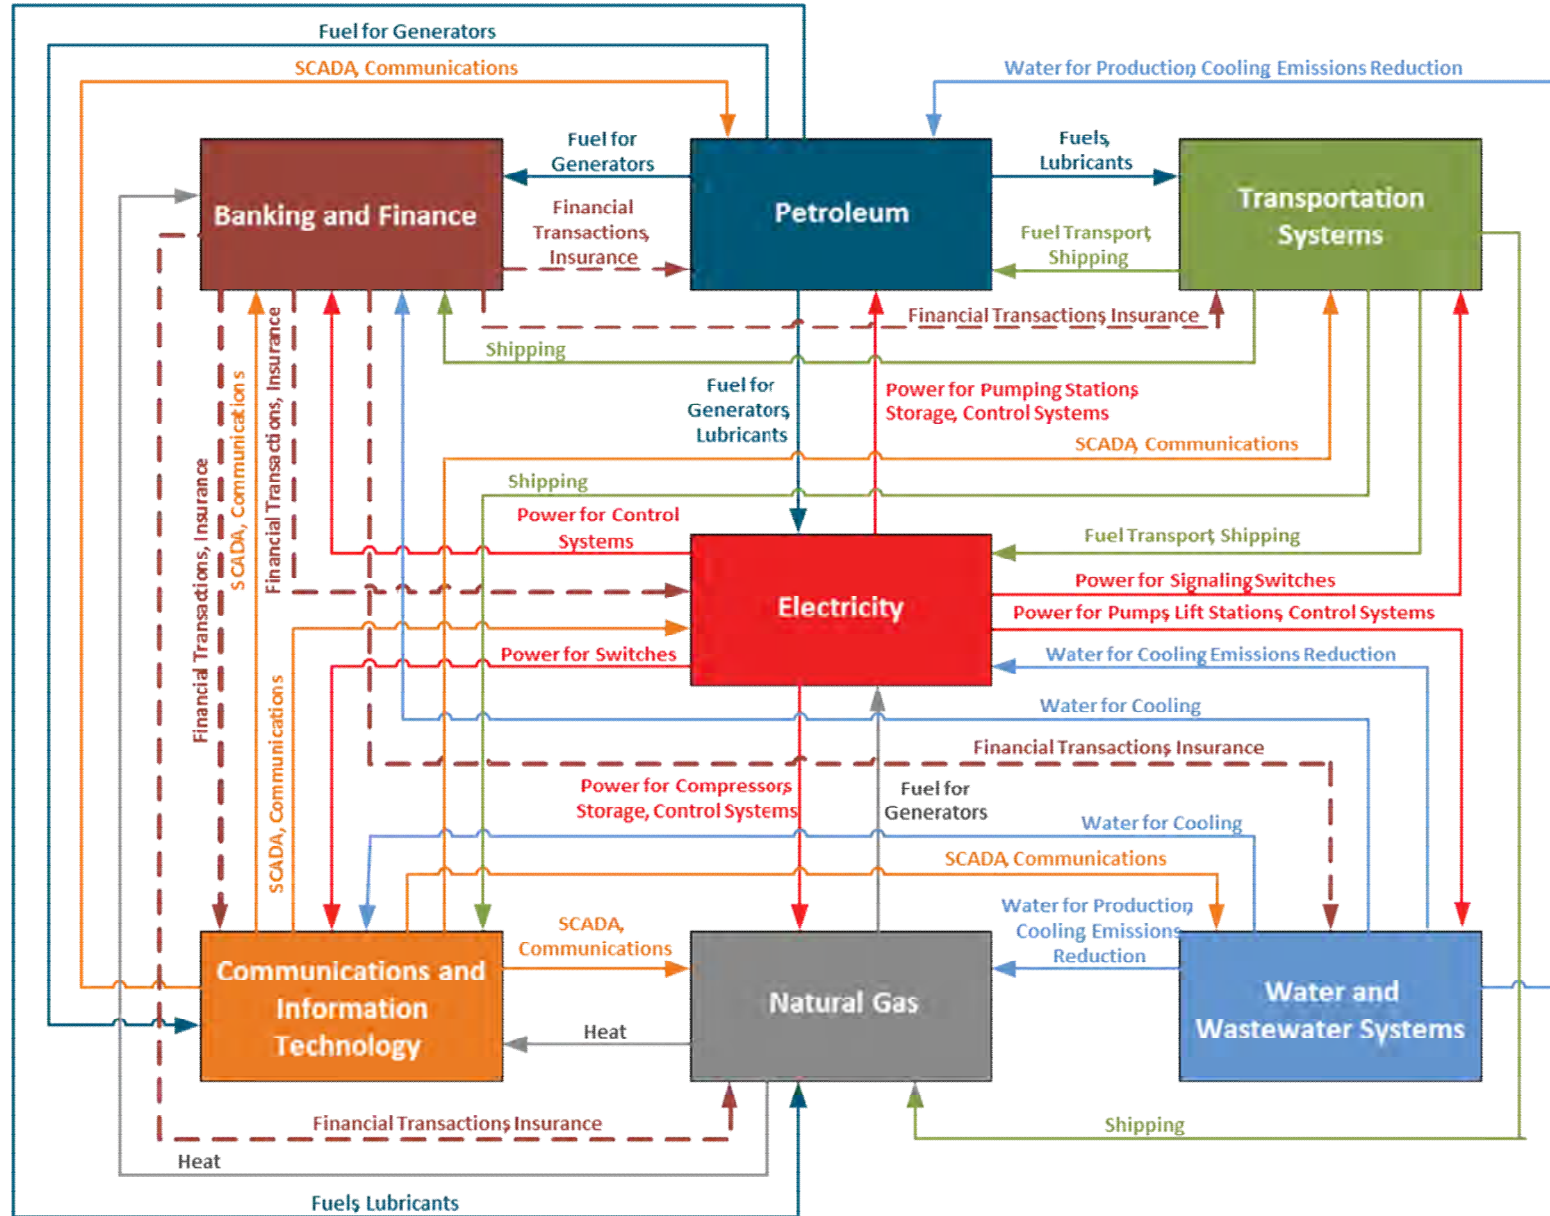 Fuel for Generators
SCADA, Communications
Water for Production, Cooling Emissions Reduction
Fuel for
Generators
Fuels,
Lubricants
Banking and Finance
Petroleum
Transportation
Systems
Financial
Transactions,
Insurance
Fuel Transport,
Shipping
Financial Transactions, Insurance
Shipping
Fuel for
Generators,
Lubricants
Power for Pumping Stations,
Storage, Control Systems
SCADA, Communications
Financial Transactions, Insurance
SCADA, Communications
Financial Transactions, Insurance
Shipping
Power for Control
Systems
Fuel Transport, Shipping
Electricity
Power for Signaling Switches
Power for Pumps, Lift Stations, Control Systems
Power for Switches
Water for Cooling Emissions Reduction
SCADA, Communications
Water for Cooling
Financial Transactions, Insurance
Power for Compressors,
Storage, Control Systems
Fuel for
Generators
Water for Cooling
SCADA, Communications
SCADA,
Communications
Water for Production,
Cooling Emissions
Reduction
Communications and
Information
Technology
Natural Gas
Water and
Wastewater Systems
Heat
Financial Transactions, Insurance
Shipping
Heat
Fuels, Lubricants